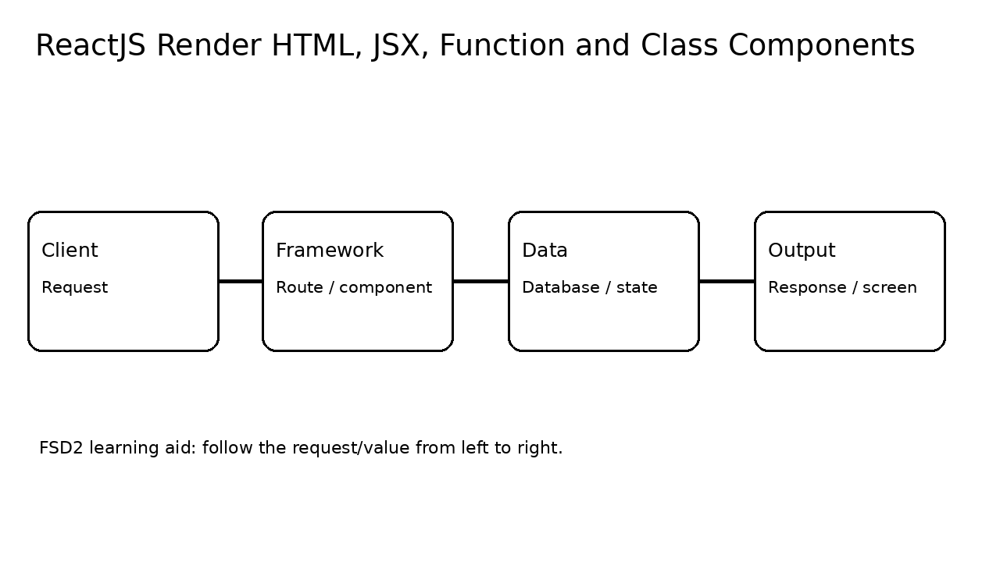 ReactJS Render HTML, JSX, Function and Class Components
Client
Request
Framework
Route / component
Data
Database / state
Output
Response / screen
FSD2 learning aid: follow the request/value from left to right.